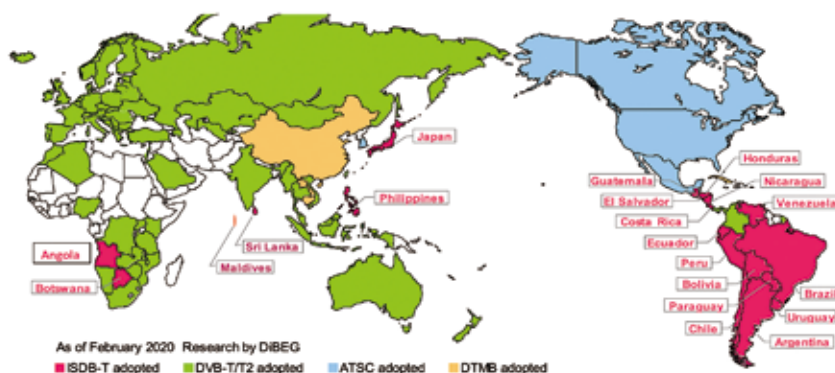 Japan
Honduras
Guatemala
Nicaragua
Philippines
El Salvador
Venezuela
Costa Rica
Sri Lanka
Ecuador
Angola
Maldives
Peru
Botswana
Bolivia
Brazil
Paraguay
Uruguay
Chile
Argentina
As of February 2020 Research by DiBEG
ISDB-T adopted DVB-T/T2 adopted ATSC adopted DTMB adopted